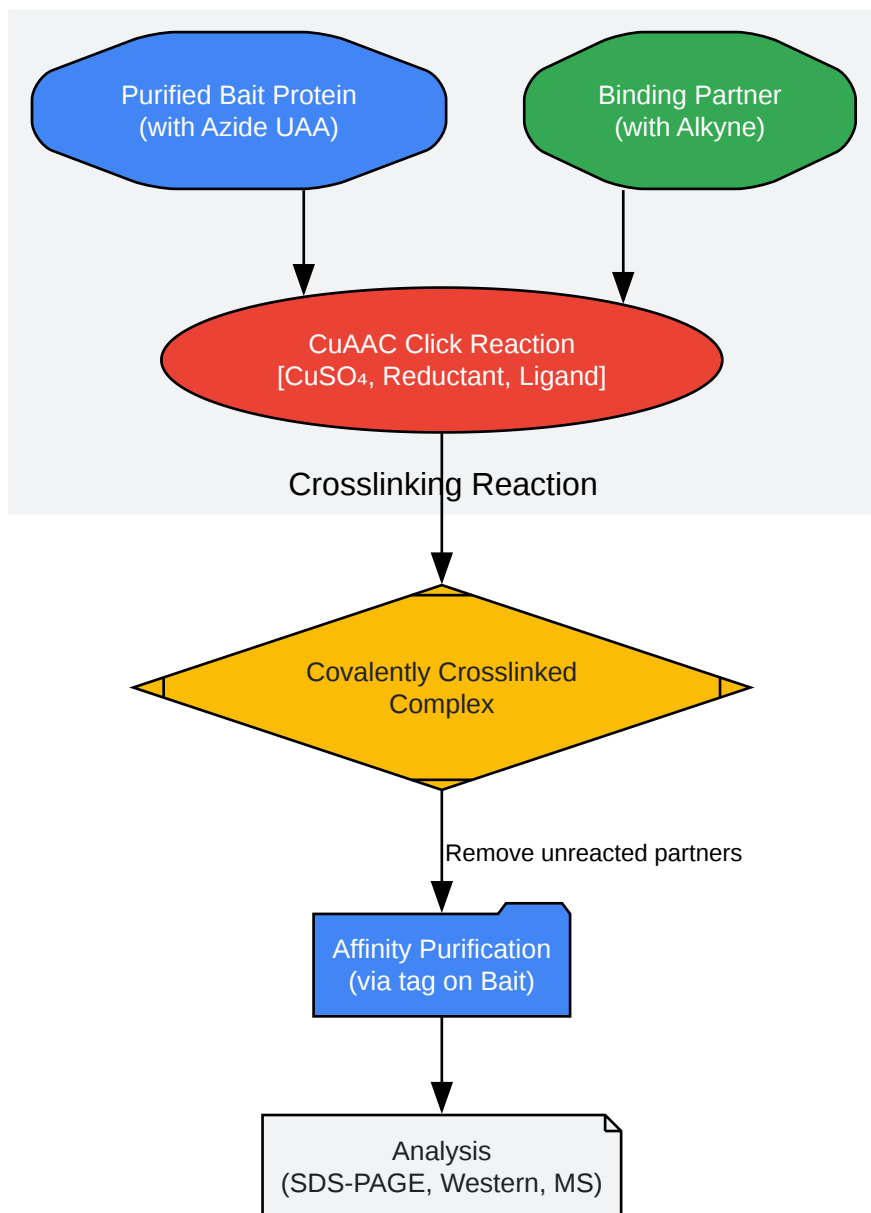 Purified Bait Protein
(with Azide UAA)
Binding Partner
(with Alkyne)
CuAAC Click Reaction
[CuSO₄, Reductant, Ligand]
Crosslinking Reaction
Covalently Crosslinked
Complex
Remove unreacted partners
Affinity Purification
(via tag on Bait)
Analysis
(SDS-PAGE, Western, MS)